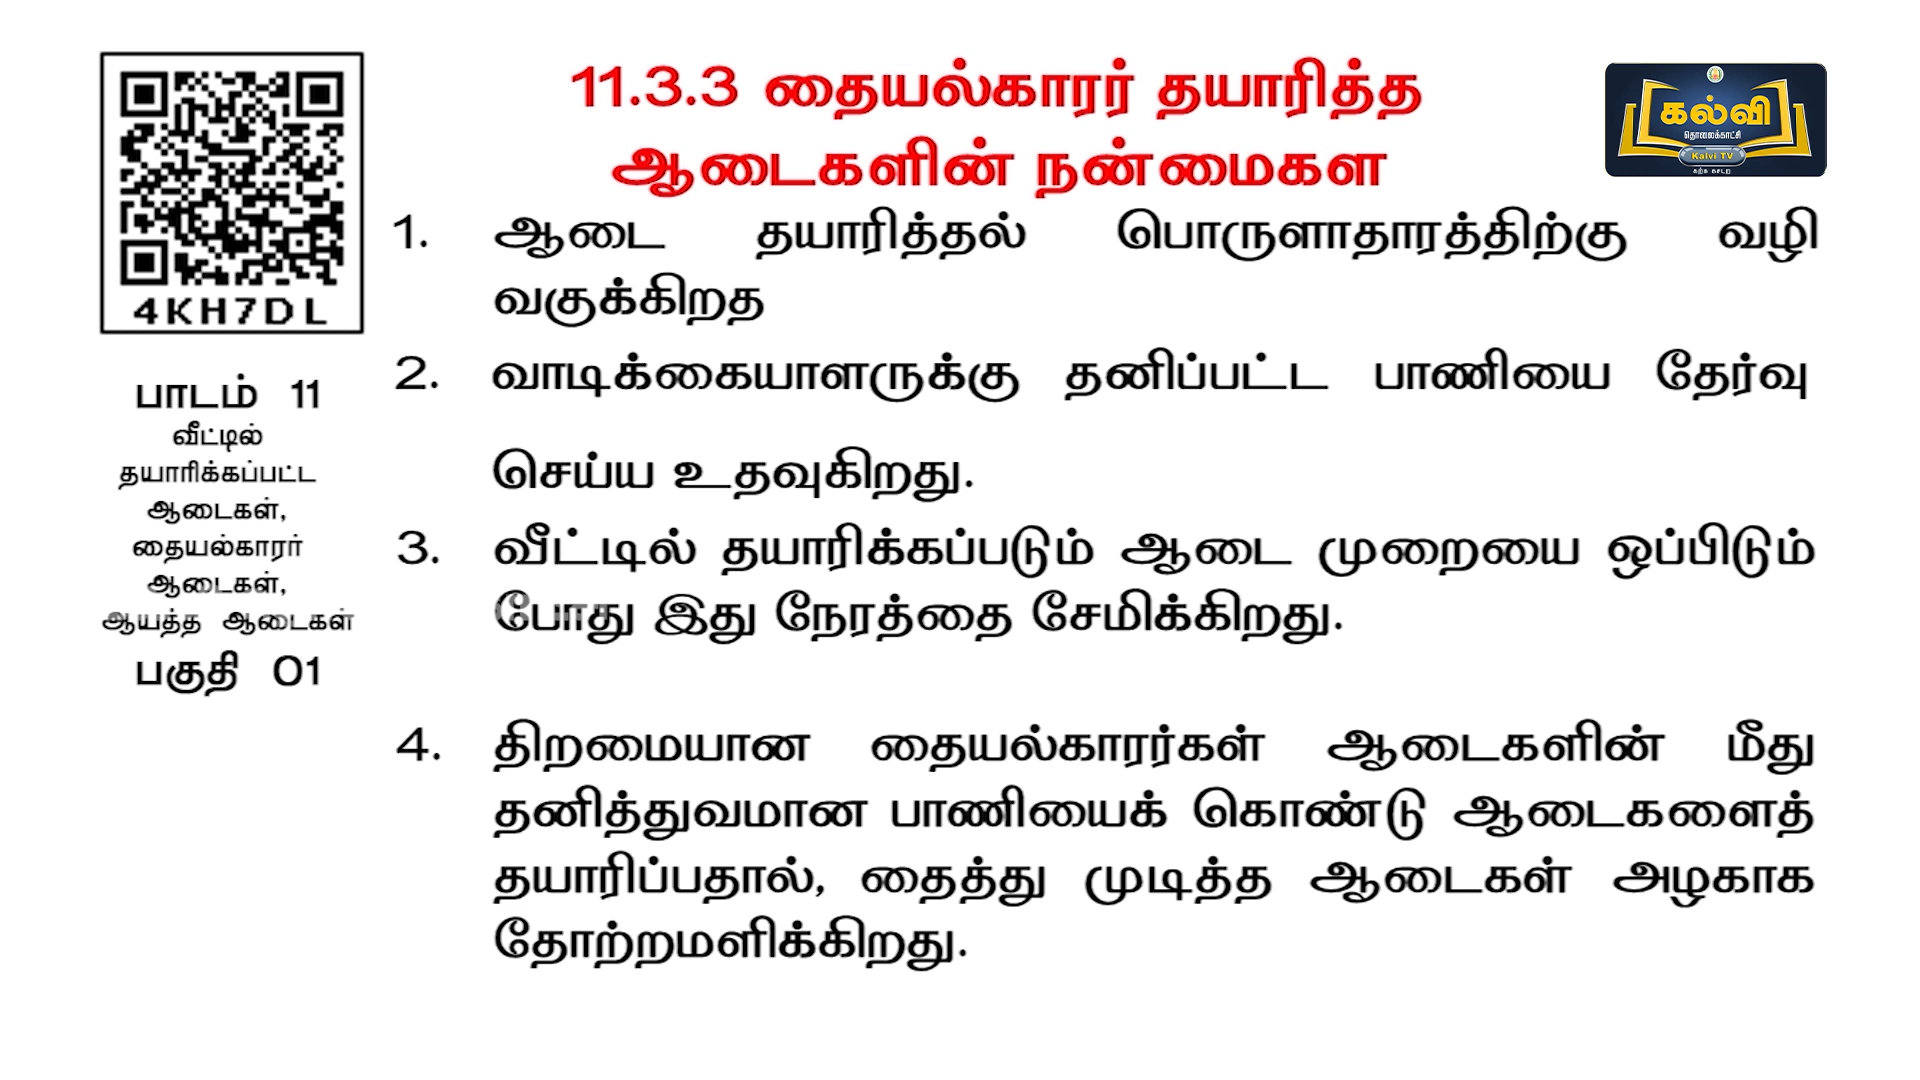 4KH7DL
பாடம் 11
வீட்டில்
தயாரிக்கப்பட்ட
ஆடைகள்,
தையல்காரர்
ஆடைகள்,
ஆயத்த ஆடைகள்
பகுதி 01
11.3.3 தையல்காரர் தயாரித்த
ஆடைகளின் நன்மைகள
1. ஆடை தயாரித்தல் பொருளாதாரத்திற்கு வழி
வகுக்கிறத
2. வாடிக்கையாளருக்கு தனிப்பட்ட பாணியை தேர்வு
செய்ய உதவுகிறது.
3. வீட்டில் தயாரிக்கப்படும் ஆடை முறையை ஒப்பிடும்
போது இது நேரத்தை சேமிக்கிறது.
4. திறமையான தையல்காரர்கள் ஆடைகளின் மீது
தனித்துவமான பாணியைக் கொண்டு ஆடைகளைத்
தயாரிப்பதால், தைத்து முடித்த ஆடைகள் அழகாக
தோற்றமளிக்கிறது.
கல்வி
தொலைக்காட்சி
Kalvi TV
கற்க கசடற